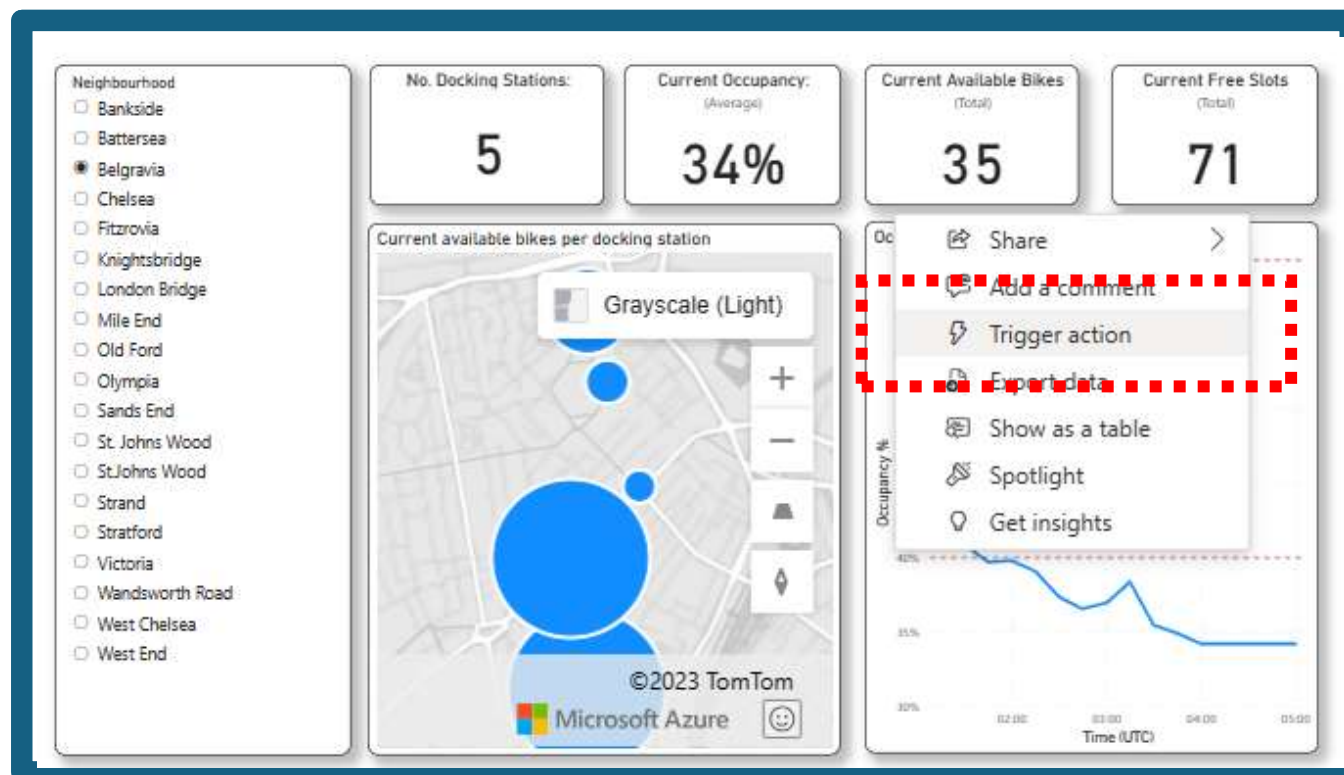 Neighbourhood
Bankside
Battersea
Belgravia
Chelsea
Fitzrovia
Knightsbridge
London Bridge
Mile End
Old Ford
Olympia
Sands End
St. Johns Wood
StJohns Wood
Strand
Stratford
Victoria
Wandsworth Road
West Chelsea
West End
No. Docking Stations:
5
Current Occupancy:
(Average)
34%
Current Available Bikes
(Total)
35
Current Free Slots
(Total)
71
Current available bikes per docking station
Grayscale (Light)
©2023 TomTom
Microsoft Azure
Oc
Share
Add a comment
Trigger action
Export data
Show as a table
Spotlight
Get insights
Occupancy %
40%
35%
30%
02:00 03:00 04:00 05:00
Time (UTC)